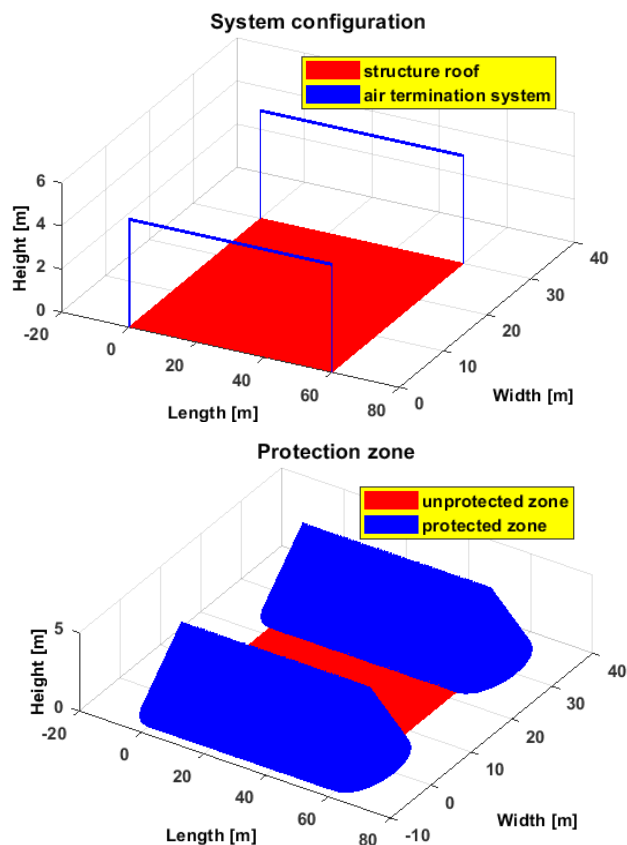 System configuration
structure roof
air termination system
Height [m]
6
4
2
0
-20
0
20
40
60
80
Length [m]
0
10
20
30
40
Width [m]
Protection zone
unprotected zone
protected zone
Height [m]
5
0
-20
0
20
40
60
80
Length [m]
-10
0
10
20
30
40
Width [m]